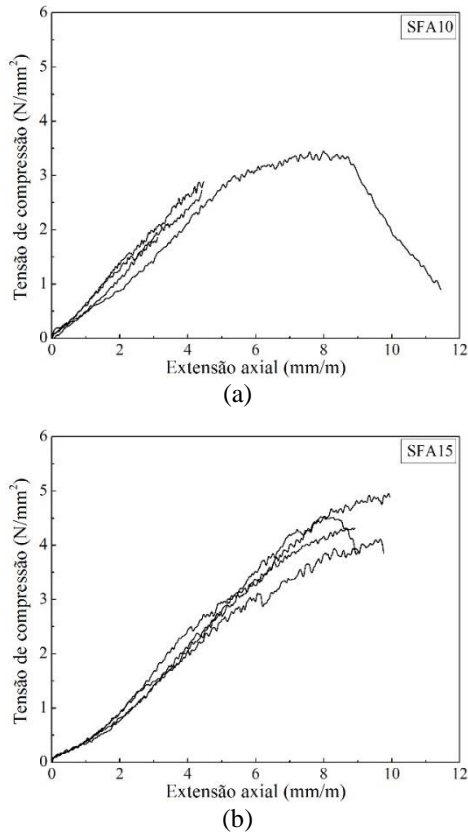 SFA10
6
5
4
3
2
1
0
Tensão de compressão (N/mm²)
0 2 4 6 8 10 12
Extensão axial (mm/m)
(a)
SFA15
6
5
4
3
2
1
0
Tensão de compressão (N/mm²)
0 2 4 6 8 10 12
Extensão axial (mm/m)
(b)